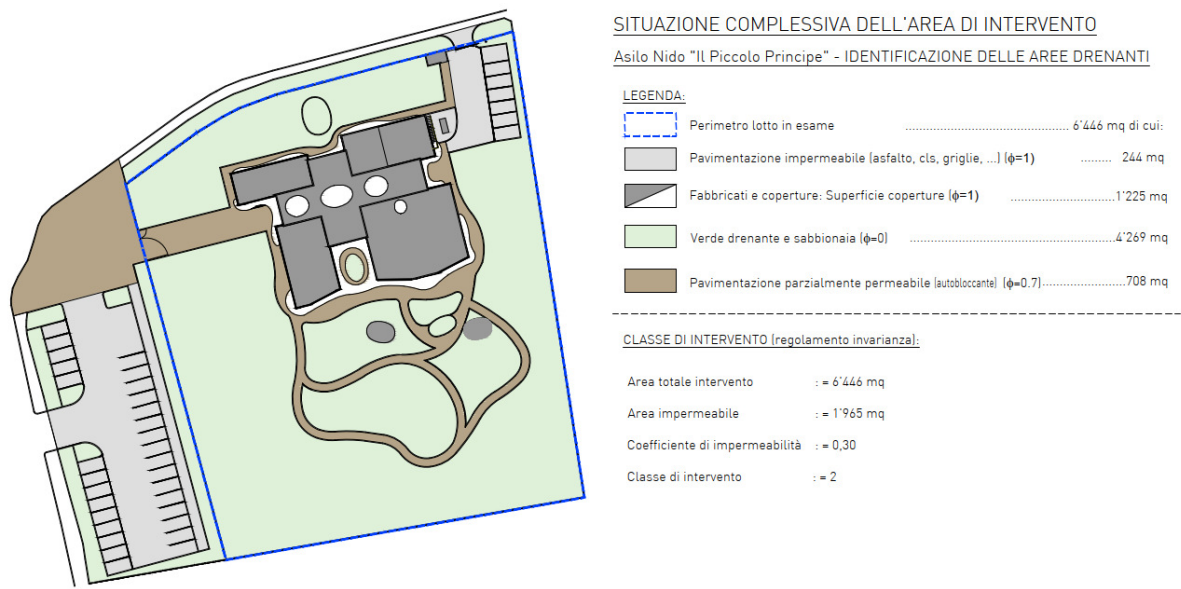 SITUAZIONE COMPLESSIVA DELL'AREA DI INTERVENTO
Asilo Nido "Il Piccolo Principe" - IDENTIFICAZIONE DELLE AREE DRENANTI
LEGENDA:
Perimetro lotto in esame ................................................ 6'446 mq di cui:
Pavimentazione impermeabile (asfalto, cls, griglie, ...) (ϕ=1) ......... 244 mq
Fabbricati e coperture: Superficie coperture (ϕ=1) ..............................1'225 mq
Verde drenante e sabbionaia (ϕ=0) ............................................................4'269 mq
Pavimentazione parzialmente permeabile (autobloccante) (ϕ=0.7)........................708 mq
CLASSE DI INTERVENTO (regolamento invarianza):
Area totale intervento : = 6'446 mq
Area impermeabile : = 1'965 mq
Coefficiente di impermeabilità : = 0,30
Classe di intervento : = 2